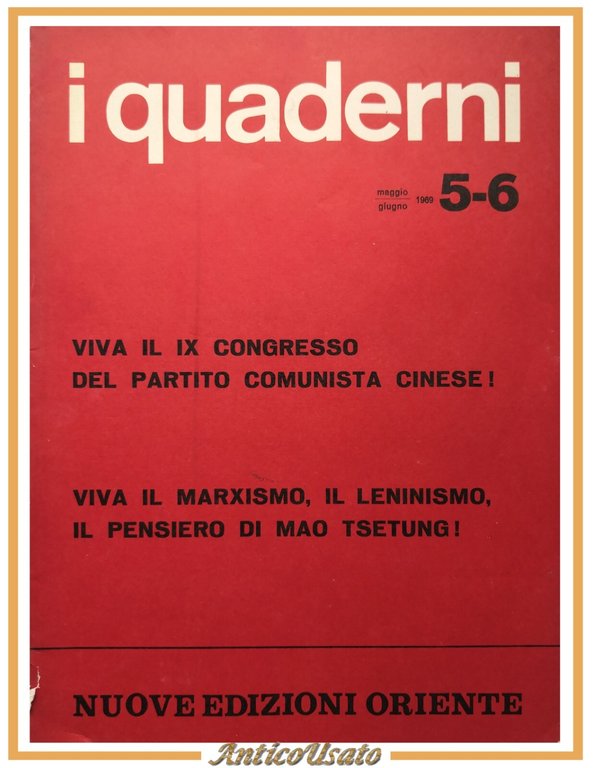 i quaderni
maggio
giugno
1969 5-6
VIVA IL IX CONGRESSO
DEL PARTITO COMUNISTA CINESE!
VIVA IL MARXISMO, IL LENINISMO,
IL PENSIERO DI MAO TSETUNG!
NUOVE EDIZIONI ORIENTE
AnticoUsato